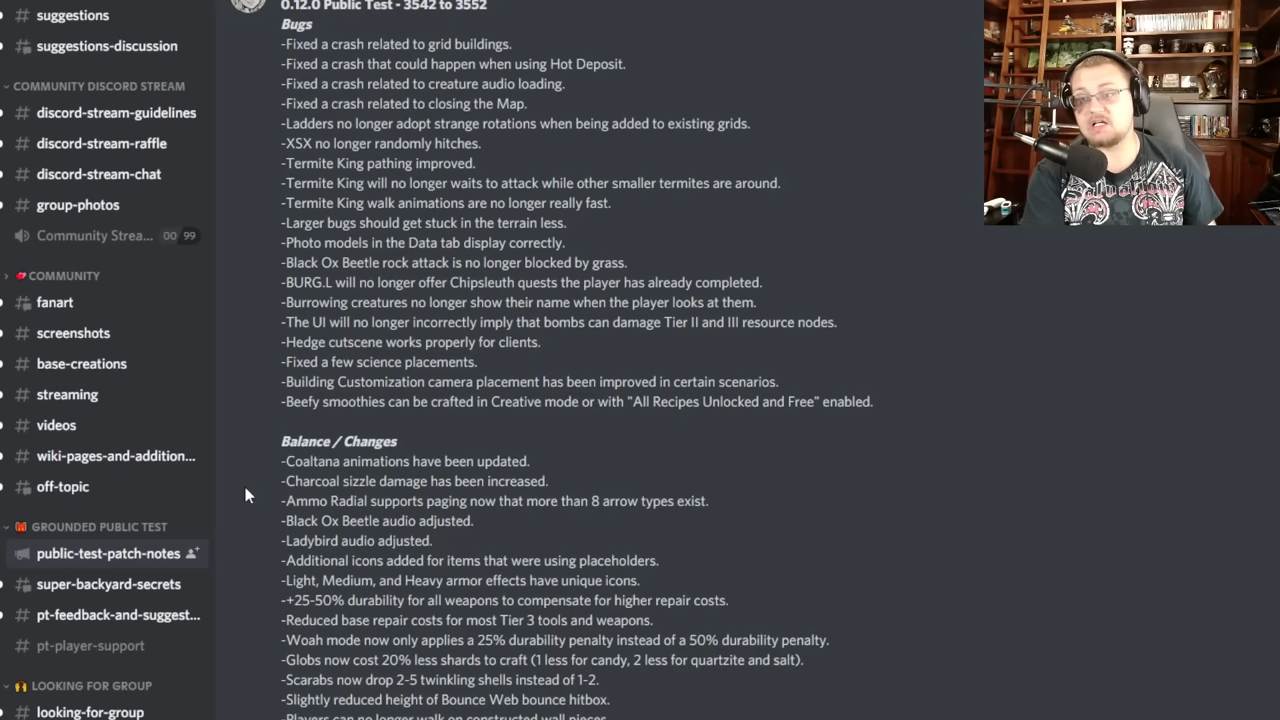 suggestions
suggestions-discussion
COMMUNITY DISCORD STREAM
discord-stream-guidelines
discord-stream-raffle
discord-stream-chat
group-photos
Community Strea... 00 99
COMMUNITY
fanart
screenshots
base-creations
streaming
videos
wiki-pages-and-addition...
off-topic
GROUNDED PUBLIC TEST
public-test-patch-notes
super-backyard-secrets
pt-feedback-and-suggest...
pt-player-support
LOOKING FOR GROUP
looking-for-group
0.12.0 Public Test - 3542 to 3552
Bugs
-Fixed a crash related to grid buildings.
-Fixed a crash that could happen when using Hot Deposit.
-Fixed a crash related to creature audio loading.
-Fixed a crash related to closing the Map.
-Ladders no longer adopt strange rotations when being added to existing grids.
-XSX no longer randomly hitches.
-Termite King pathing improved.
-Termite King will no longer waits to attack while other smaller termites are around.
-Termite King walk animations are no longer really fast.
-Larger bugs should get stuck in the terrain less.
-Photo models in the Data tab display correctly.
-Black Ox Beetle rock attack is no longer blocked by grass.
-BURG.L will no longer offer Chipsleuth quests the player has already completed.
-Burrowing creatures no longer show their name when the player looks at them.
-The UI will no longer incorrectly imply that bombs can damage Tier II and III resource nodes.
-Hedge cutscene works properly for clients.
-Fixed a few science placements.
-Building Customization camera placement has been improved in certain scenarios.
-Beefy smoothies can be crafted in Creative mode or with "All Recipes Unlocked and Free" enabled.
Balance / Changes
-Coaltana animations have been updated.
-Charcoal sizzle damage has been increased.
-Ammo Radial supports paging now that more than 8 arrow types exist.
-Black Ox Beetle audio adjusted.
-Ladybird audio adjusted.
-Additional icons added for items that were using placeholders.
-Light, Medium, and Heavy armor effects have unique icons.
-+25-50% durability for all weapons to compensate for higher repair costs.
-Reduced base repair costs for most Tier 3 tools and weapons.
-Woah mode now only applies a 25% durability penalty instead of a 50% durability penalty.
-Globs now cost 20% less shards to craft (1 less for candy, 2 less for quartzite and salt).
-Scarabs now drop 2-5 twinkling shells instead of 1-2.
-Slightly reduced height of Bounce Web bounce hitbox.
-Players can no longer walk on constructed wall pieces.